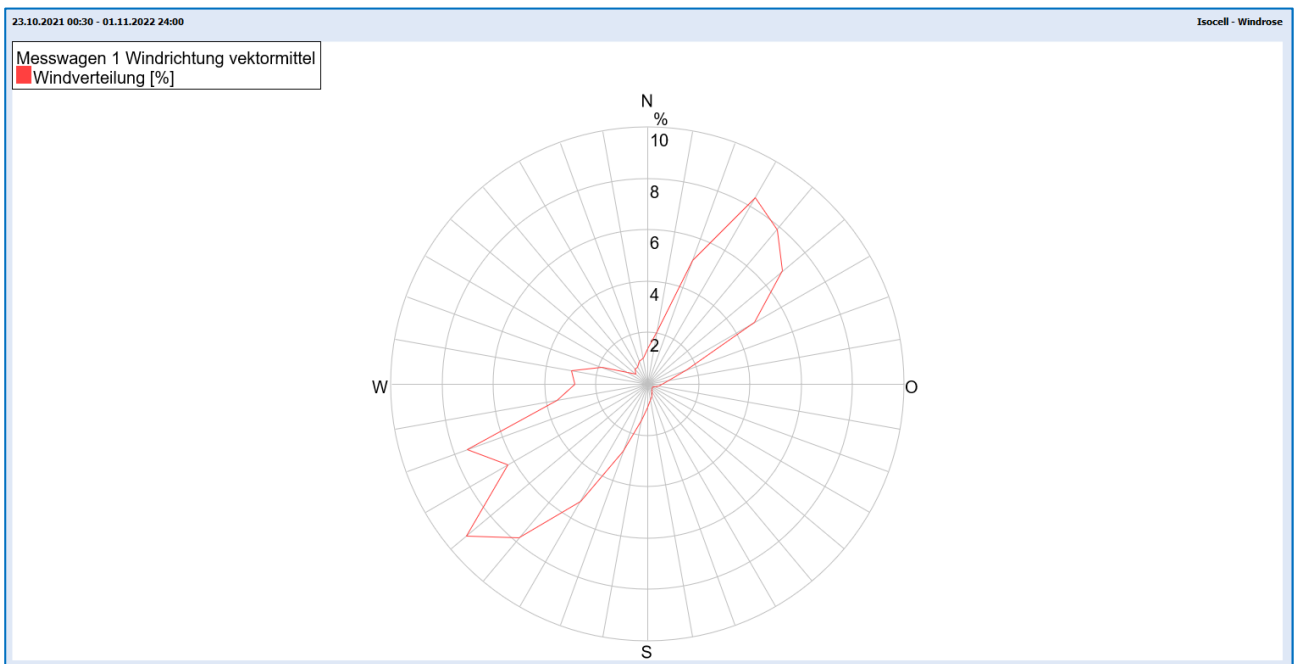 23.10.2021 00:30 - 01.11.2022 24:00
Isocell - Windrose
Messwagen 1 Windrichtung vektormittel
Windverteilung [%]
N
%
10
8
6
4
2
W
O
S